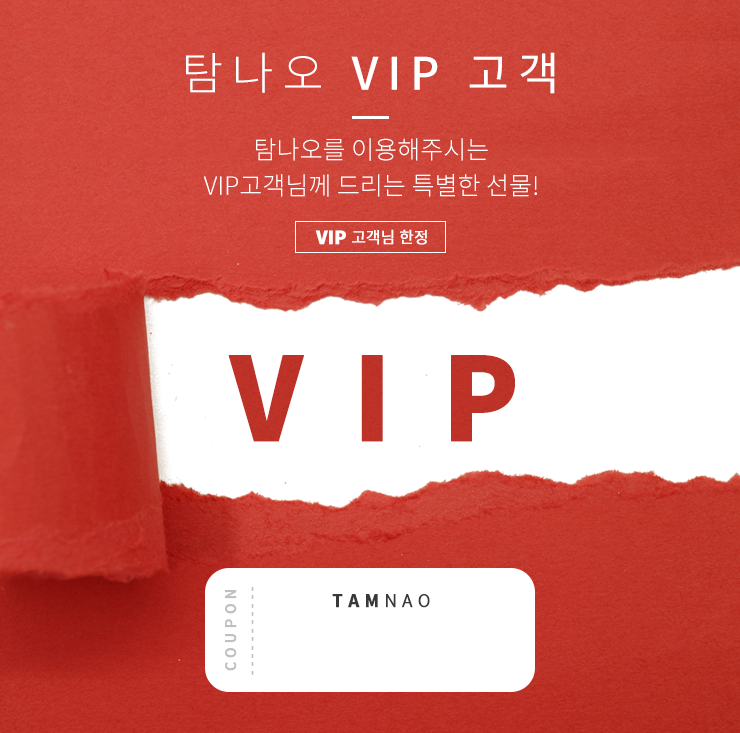 탐나오 VIP 고객
탐나오를 이용해주시는
VIP고객님께 드리는 특별한 선물!
VIP 고객님 한정
VIP
COUPON
TAMNAO